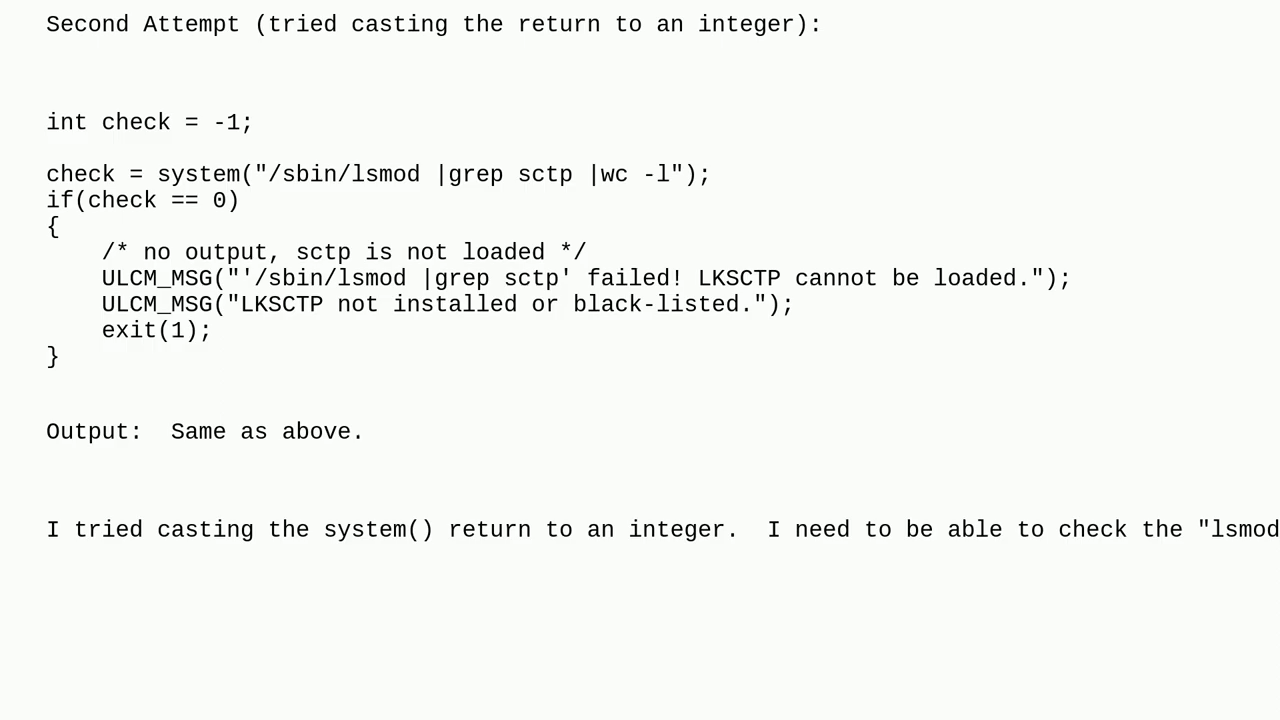 Second Attempt (tried casting the return to an integer):
int check = -1;
check = system("/sbin/lsmod |grep sctp |wc -l");
if(check == 0)
{
    /* no output, sctp is not loaded */
    ULCM_MSG("'/sbin/lsmod |grep sctp' failed! LKSCTP cannot be loaded.");
    ULCM_MSG("LKSCTP not installed or black-listed.");
    exit(1);
}
Output:  Same as above.
I tried casting the system() return to an integer.  I need to be able to check the "lsmod